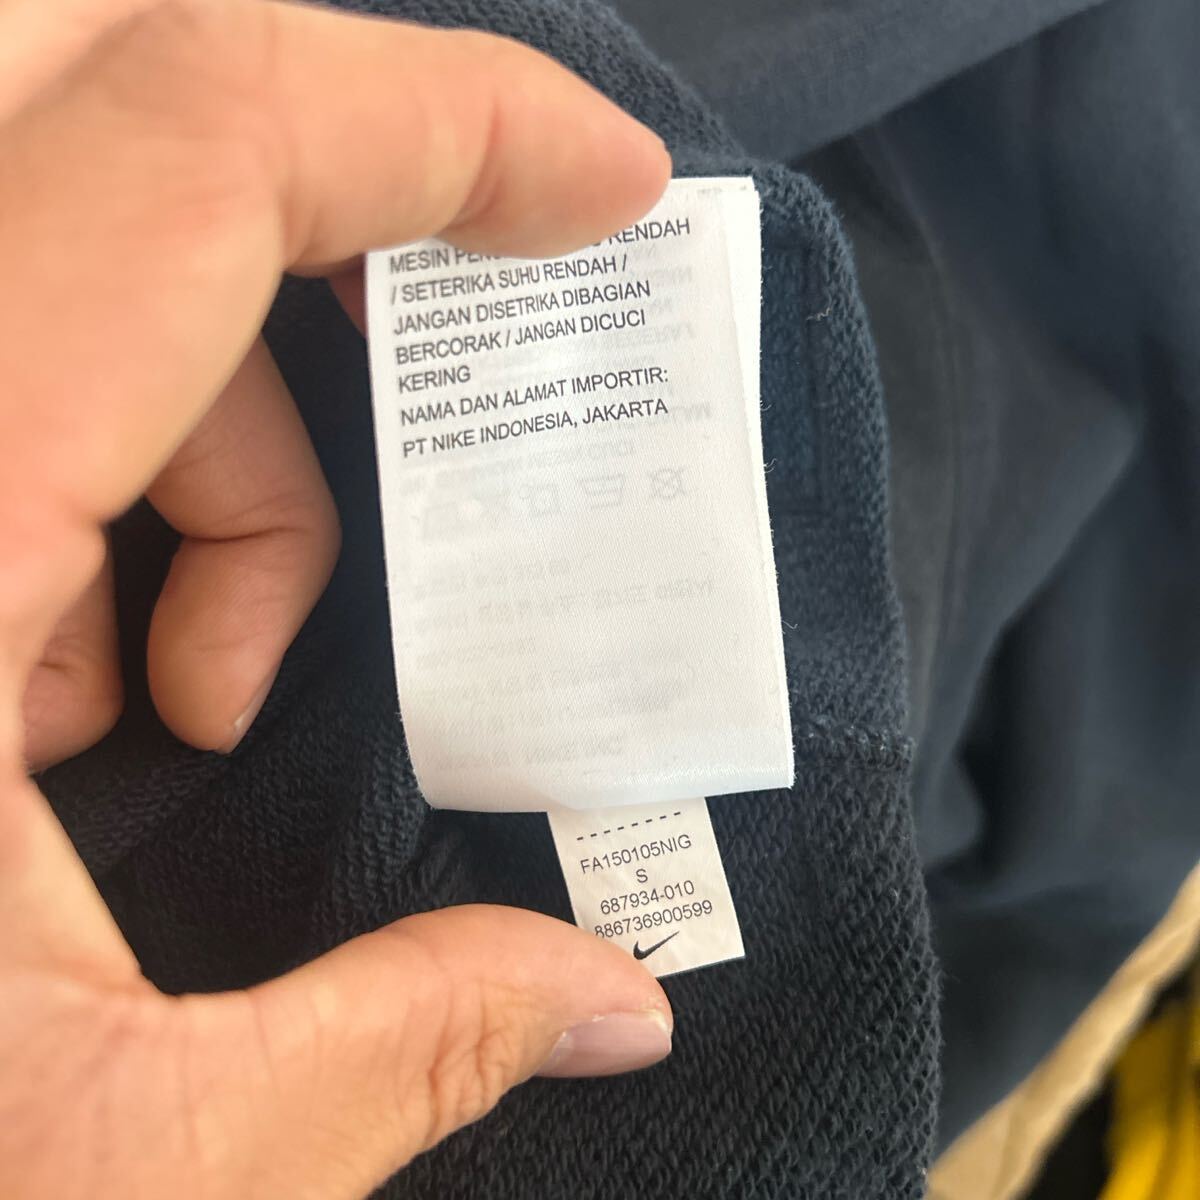 MESIN RENDAH
/ SETERIKA SUHU RENDAH /
JANGAN DISETRIKA DIBAGIAN
BERCORAK / JANGAN DICUCI
KERING
NAMA DAN ALAMAT IMPORTIR:
PT NIKE INDONESIA, JAKARTA
FA150105NIG
S
687934-010
886736900599